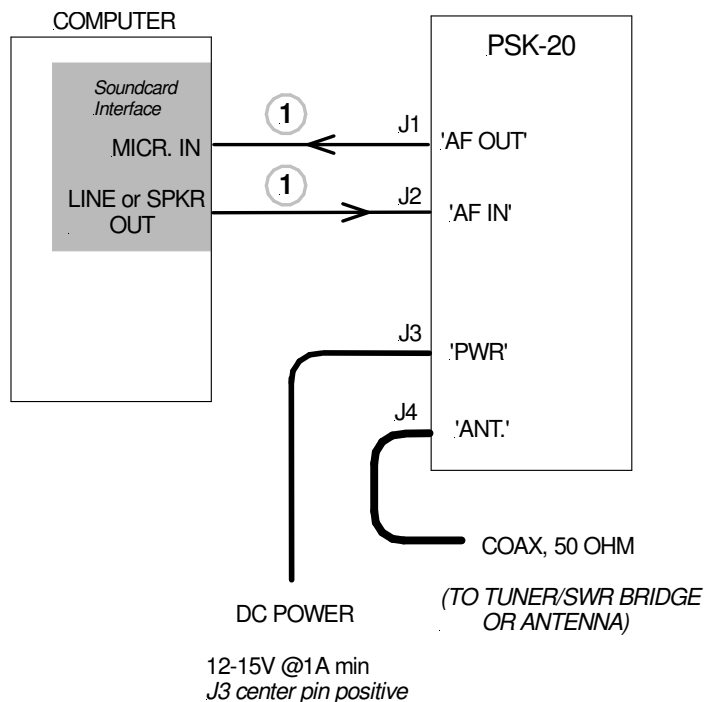 COMPUTER
PSK-20
Soundcard
Interface
1
J1
MICR. IN
'AF OUT'
1
LINE or SPKR
OUT
J2
'AF IN'
J3
'PWR'
J4
'ANT.'
COAX, 50 OHM
(TO TUNER/SWR BRIDGE
OR ANTENNA)
DC POWER
12-15V @1A min
J3 center pin positive